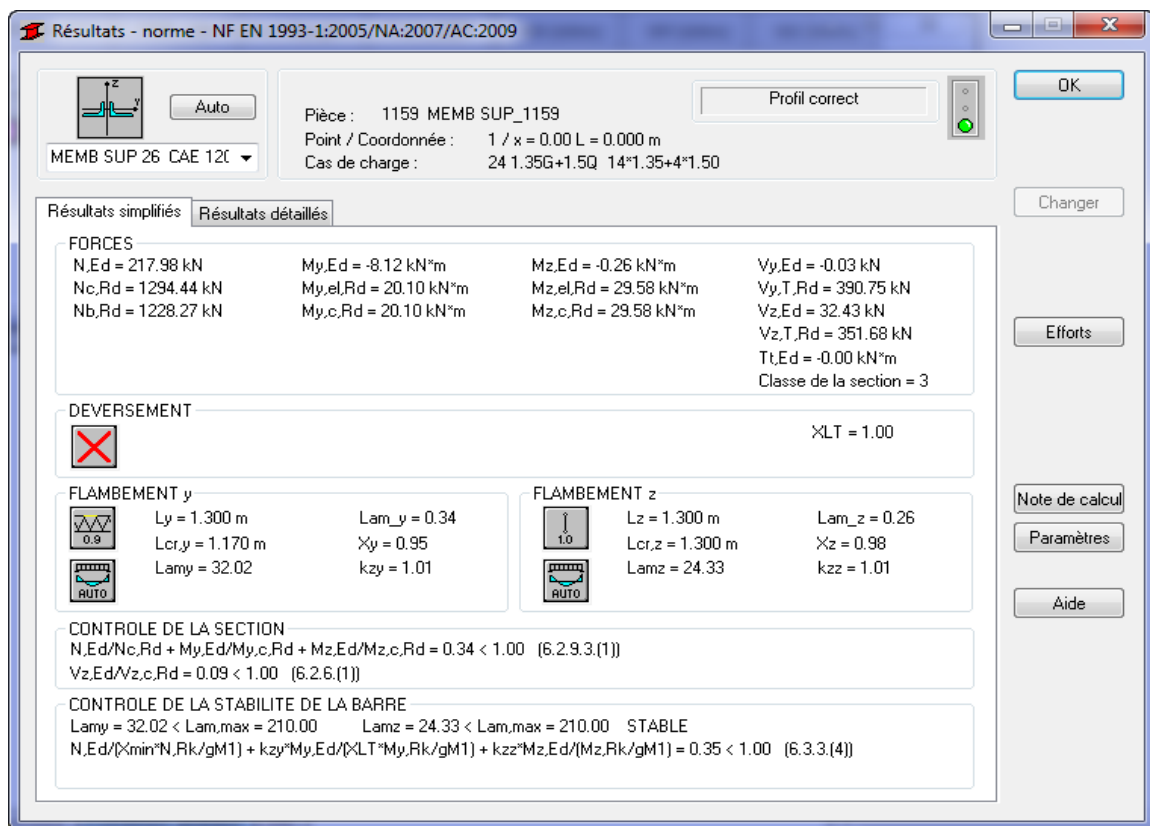 Résultats - norme - NF EN 1993-1:2005/NA:2007/AC:2009
z
y
Auto
MEMB SUP 26 CAE 120
Pièce : 1159 MEMB SUP_1159
Point / Coordonnée : 1 / x = 0.00 L = 0.000 m
Cas de charge : 24 1.35G+1.5Q 14*1.35+4*1.50
Profil correct
OK
Changer
Efforts
Note de calcul
Paramètres
Aide
Résultats simplifiés
Résultats détaillés
FORCES
N,Ed = 217.98 kN My,Ed = -8.12 kN*m Mz,Ed = -0.26 kN*m Vy,Ed = -0.03 kN
Nc,Rd = 1294.44 kN My,el,Rd = 20.10 kN*m Mz,el,Rd = 29.58 kN*m Vy,T,Rd = 390.75 kN
Nb,Rd = 1228.27 kN My,c,Rd = 20.10 kN*m Mz,c,Rd = 29.58 kN*m Vz,Ed = 32.43 kN
Vz,T,Rd = 351.68 kN
Tt,Ed = -0.00 kN*m
Classe de la section = 3
DEVERSEMENT
XLT = 1.00
FLAMBEMENT y
0.9
Ly = 1.300 m Lam_y = 0.34
Lcr,y = 1.170 m Xy = 0.95
Lamy = 32.02 kzy = 1.01
AUTO
FLAMBEMENT z
1.0
Lz = 1.300 m Lam_z = 0.26
Lcr,z = 1.300 m Xz = 0.98
Lamz = 24.33 kzz = 1.01
AUTO
CONTROLE DE LA SECTION
N,Ed/Nc,Rd + My,Ed/My,c,Rd + Mz,Ed/Mz,c,Rd = 0.34 < 1.00 (6.2.9.3.(1))
Vz,Ed/Vz,c,Rd = 0.09 < 1.00 (6.2.6.(1))
CONTROLE DE LA STABILITE DE LA BARRE
Lamy = 32.02 < Lam,max = 210.00 Lamz = 24.33 < Lam,max = 210.00 STABLE
N,Ed/(Xmin*N,Rk/gM1) + kzy*My,Ed/(XLT*My,Rk/gM1) + kzz*Mz,Ed/(Mz,Rk/gM1) = 0.35 < 1.00 (6.3.3.(4))